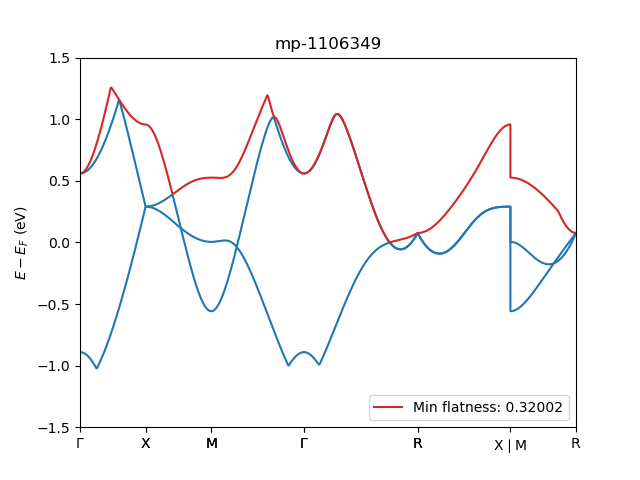 mp-1106349
E − E_F (eV)
1.5
1.0
0.5
0.0
−0.5
−1.0
−1.5
Min flatness: 0.32002
Γ X M Γ R X | M R